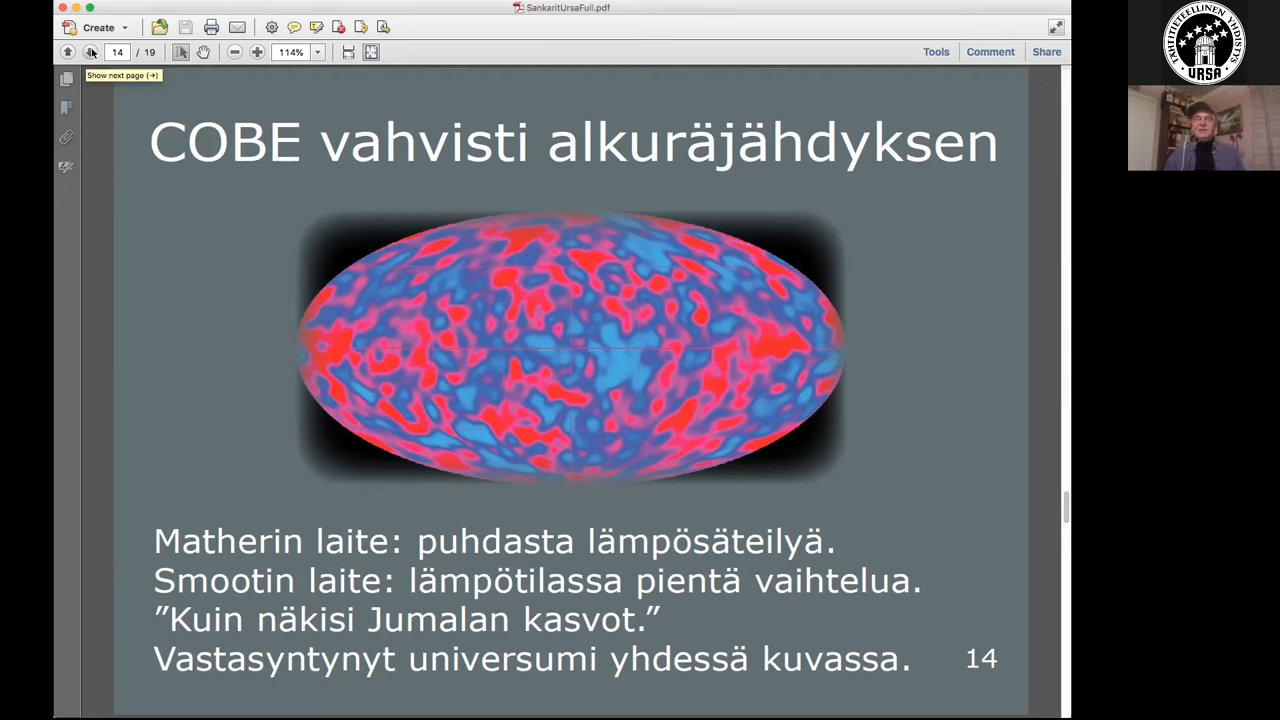 SankaritUrsaFull.pdf
Create
14 / 19
114%
Tools
Comment
Share
Show next page (→)
COBE vahvisti alkuräjähdyksen
Matherin laite: puhdasta lämpösäteilyä.
Smootin laite: lämpötilassa pientä vaihtelua.
”Kuin näkisi Jumalan kasvot.”
Vastasyntynyt universumi yhdessä kuvassa.
14
TÄHTITIETEELLINEN YHDISTYS
URSA